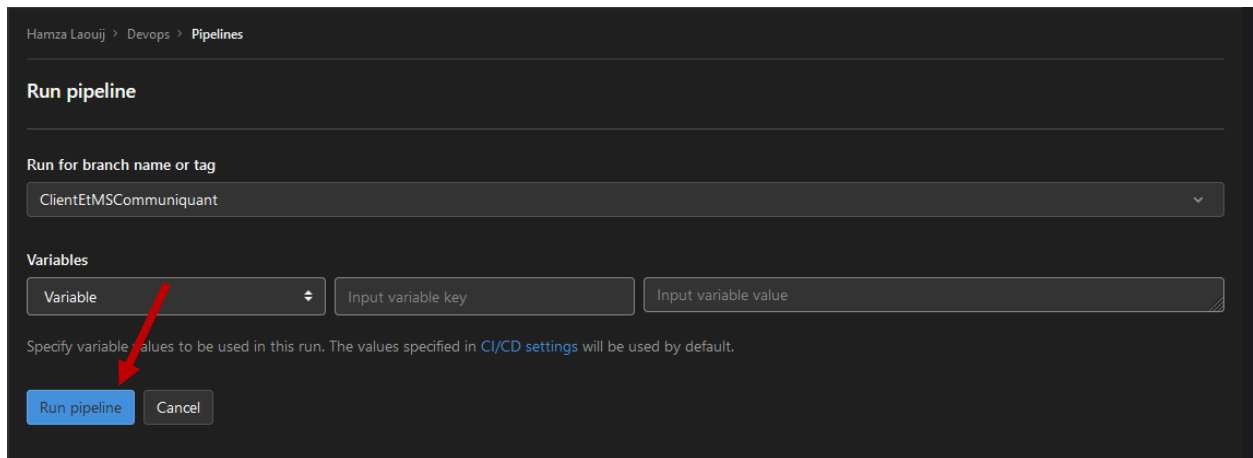 Hamza Laouij > Devops > Pipelines
Run pipeline
Run for branch name or tag
ClientEtMSCommuniquant
Variables
Variable Input variable key Input variable value
Specify variable values to be used in this run. The values specified in CI/CD settings will be used by default.
Run pipeline Cancel